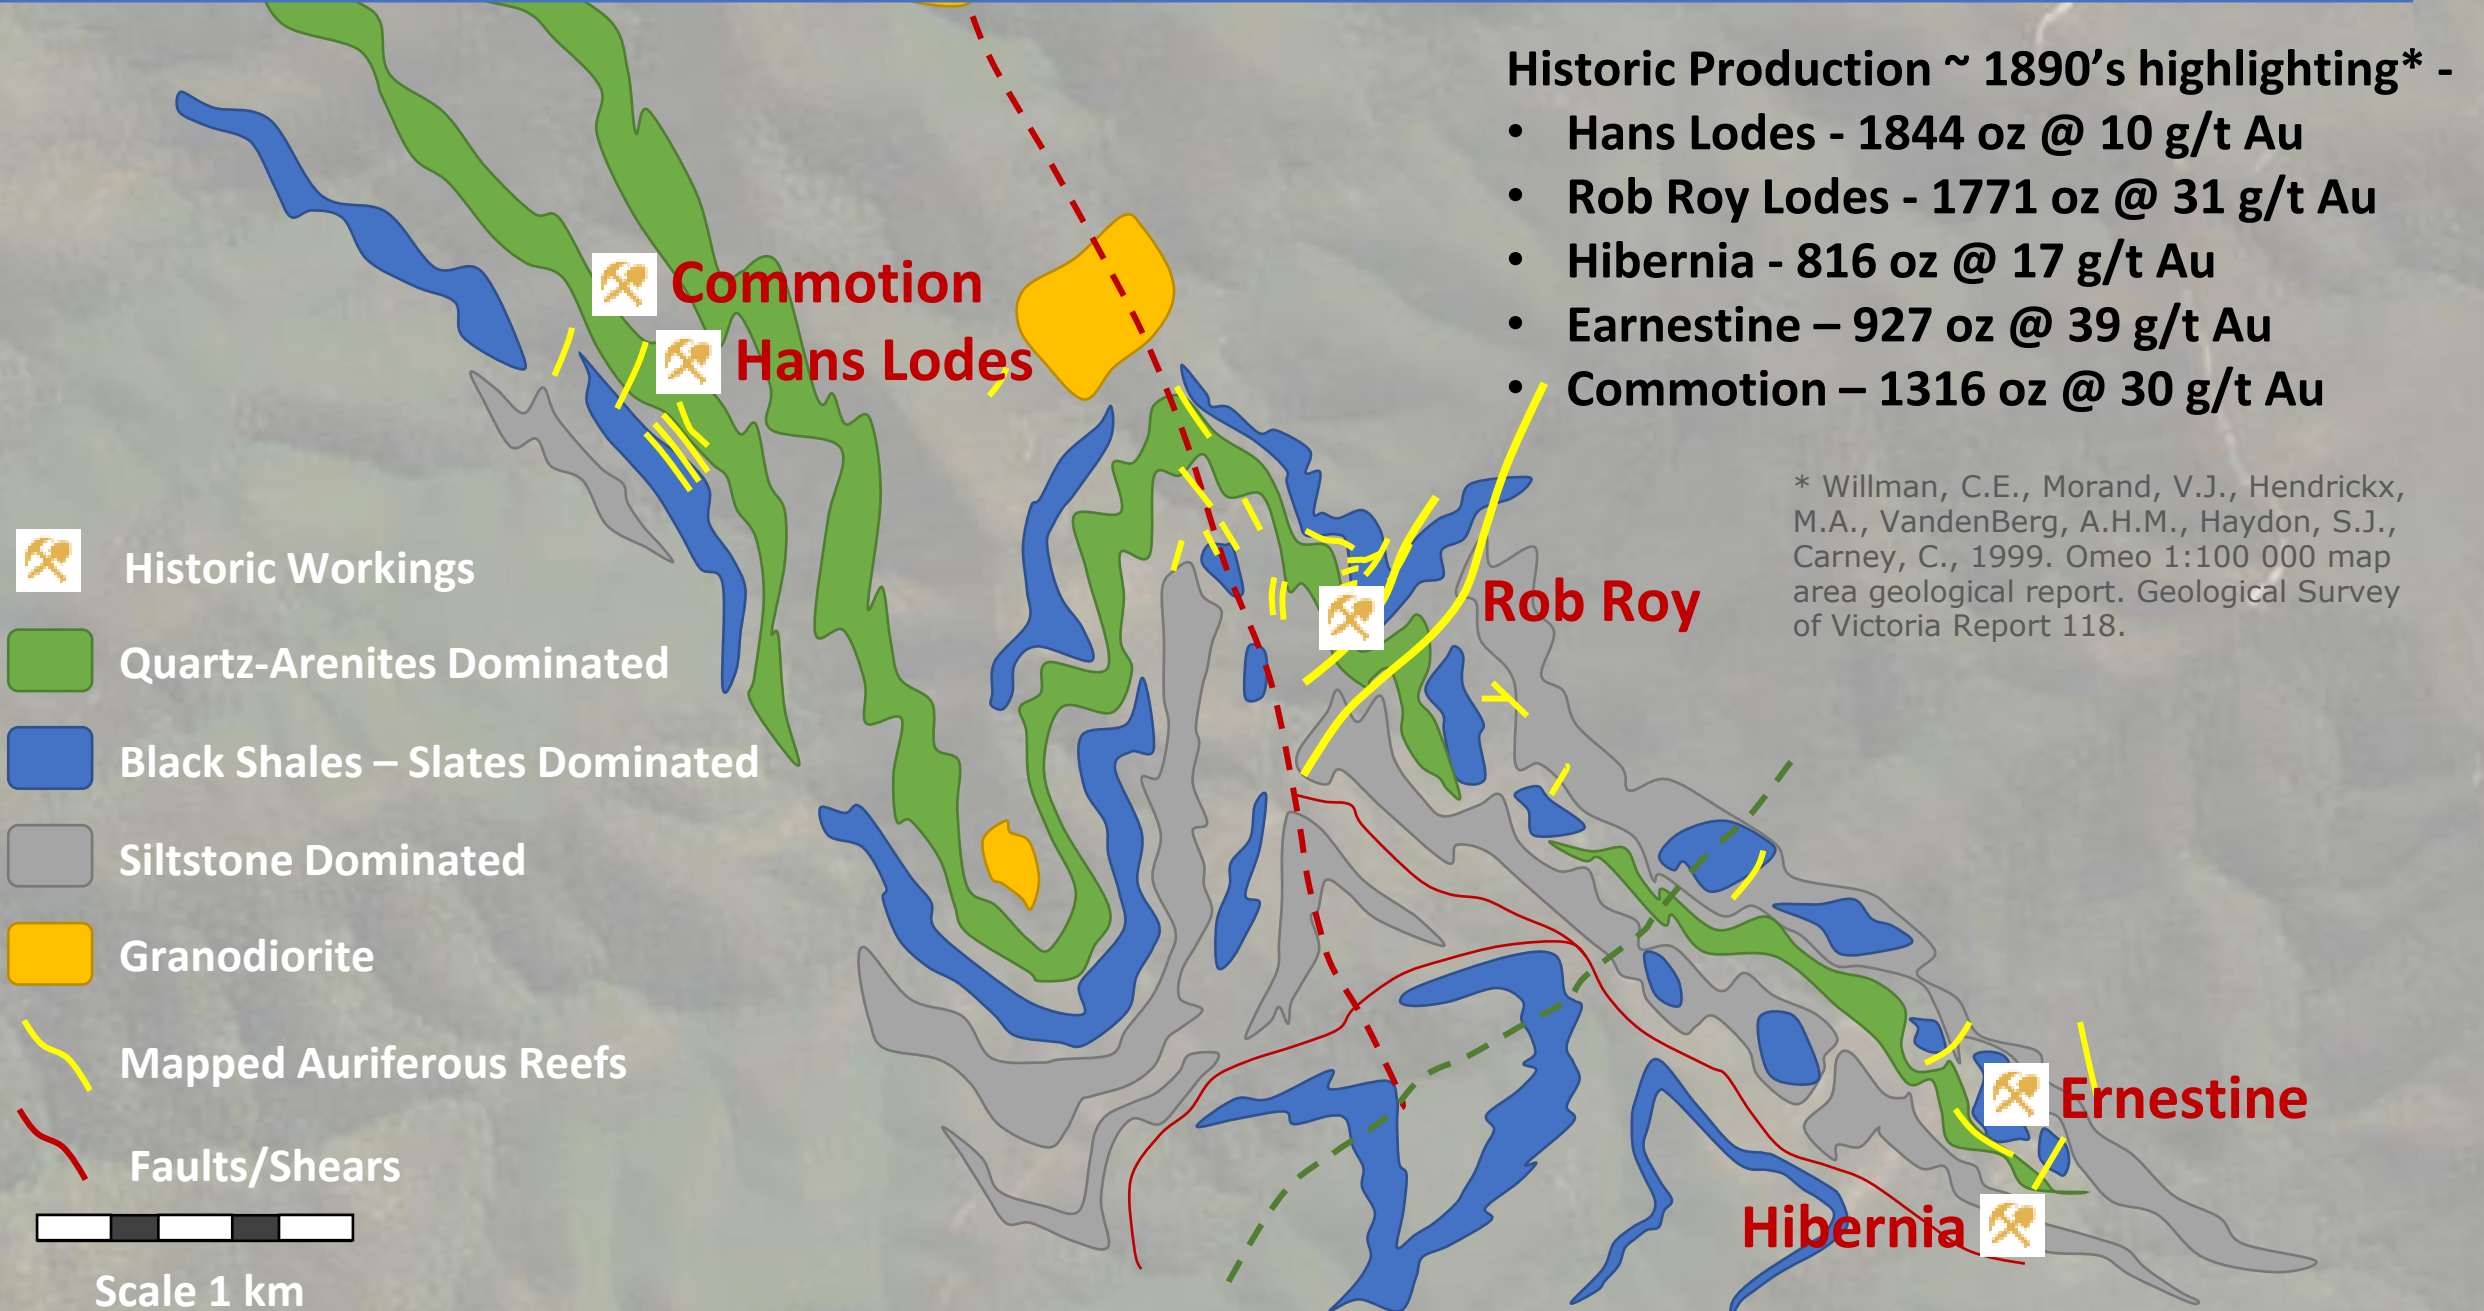 Historic Production ~ 1890’s highlighting* -
• Hans Lodes - 1844 oz @ 10 g/t Au
• Rob Roy Lodes - 1771 oz @ 31 g/t Au
• Hibernia - 816 oz @ 17 g/t Au
• Earnestine – 927 oz @ 39 g/t Au
• Commotion – 1316 oz @ 30 g/t Au
* Willman, C.E., Morand, V.J., Hendrickx,
M.A., VandenBerg, A.H.M., Haydon, S.J.,
Carney, C., 1999. Omeo 1:100 000 map
area geological report. Geological Survey
of Victoria Report 118.
Commotion
Hans Lodes
Rob Roy
Ernestine
Hibernia
Historic Workings
Quartz-Arenites Dominated
Black Shales – Slates Dominated
Siltstone Dominated
Granodiorite
Mapped Auriferous Reefs
Faults/Shears
Scale 1 km